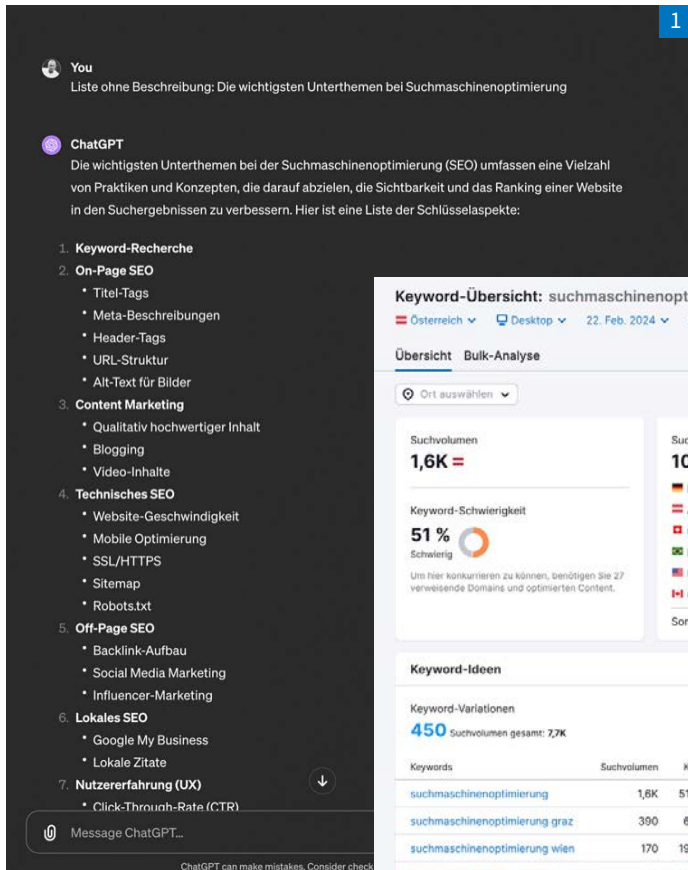 1
You
Liste ohne Beschreibung: Die wichtigsten Unterthemen bei Suchmaschinenoptimierung
ChatGPT
Die wichtigsten Unterthemen bei der Suchmaschinenoptimierung (SEO) umfassen eine Vielzahl
von Praktiken und Konzepten, die darauf abzielen, die Sichtbarkeit und das Ranking einer Website
in den Suchergebnissen zu verbessern. Hier ist eine Liste der Schlüsselaspekte:
1. Keyword-Recherche
2. On-Page SEO
• Titel-Tags
• Meta-Beschreibungen
• Header-Tags
• URL-Struktur
• Alt-Text für Bilder
3. Content Marketing
• Qualitativ hochwertiger Inhalt
• Blogging
• Video-Inhalte
4. Technisches SEO
• Website-Geschwindigkeit
• Mobile Optimierung
• SSL/HTTPS
• Sitemap
• Robots.txt
5. Off-Page SEO
• Backlink-Aufbau
• Social Media Marketing
• Influencer-Marketing
6. Lokales SEO
• Google My Business
• Lokale Zitate
7. Nutzererfahrung (UX)
• Click-Through-Rate (CTR)
Message ChatGPT...
ChatGPT can make mistakes. Consider check
Keyword-Übersicht: suchmaschinenopt
Österreich Desktop 22. Feb. 2024
Übersicht Bulk-Analyse
Ort auswählen
Suchvolumen
1,6K
Keyword-Schwierigkeit
51 %
Schwierig
Um hier konkurrieren zu können, benötigen Sie 27
verweisende Domains und optimierten Content.
Suc
10
Sor
Keyword-Ideen
Keyword-Variationen
450 Suchvolumen gesamt: 7,7K
Keywords Suchvolumen K
suchmaschinenoptimierung 1,6K 51
suchmaschinenoptimierung graz 390 6
suchmaschinenoptimierung wien 170 19